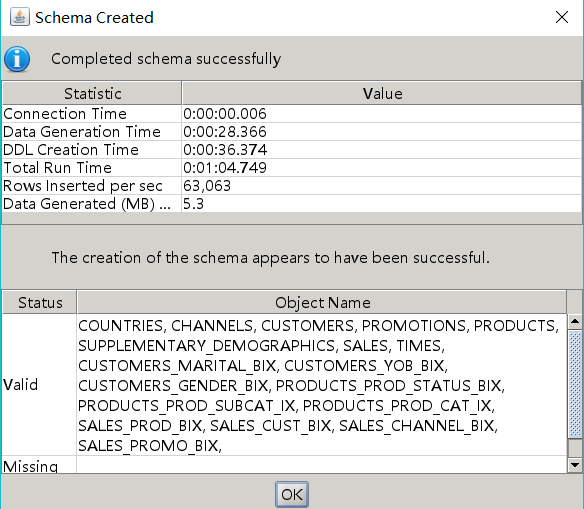 Schema Created
Completed schema successfully
Statistic Value
Connection Time 0:00:00.006
Data Generation Time 0:00:28.366
DDL Creation Time 0:00:36.374
Total Run Time 0:01:04.749
Rows Inserted per sec 63,063
Data Generated (MB) ... 5.3
The creation of the schema appears to have been successful.
Status Object Name
COUNTRIES, CHANNELS, CUSTOMERS, PROMOTIONS, PRODUCTS,
SUPPLEMENTARY_DEMOGRAPHICS, SALES, TIMES,
CUSTOMERS_MARITAL_BIX, CUSTOMERS_YOB_BIX,
Valid CUSTOMERS_GENDER_BIX, PRODUCTS_PROD_STATUS_BIX,
PRODUCTS_PROD_SUBCAT_IX, PRODUCTS_PROD_CAT_IX,
SALES_PROD_BIX, SALES_CUST_BIX, SALES_CHANNEL_BIX,
SALES_PROMO_BIX,
Missing
OK